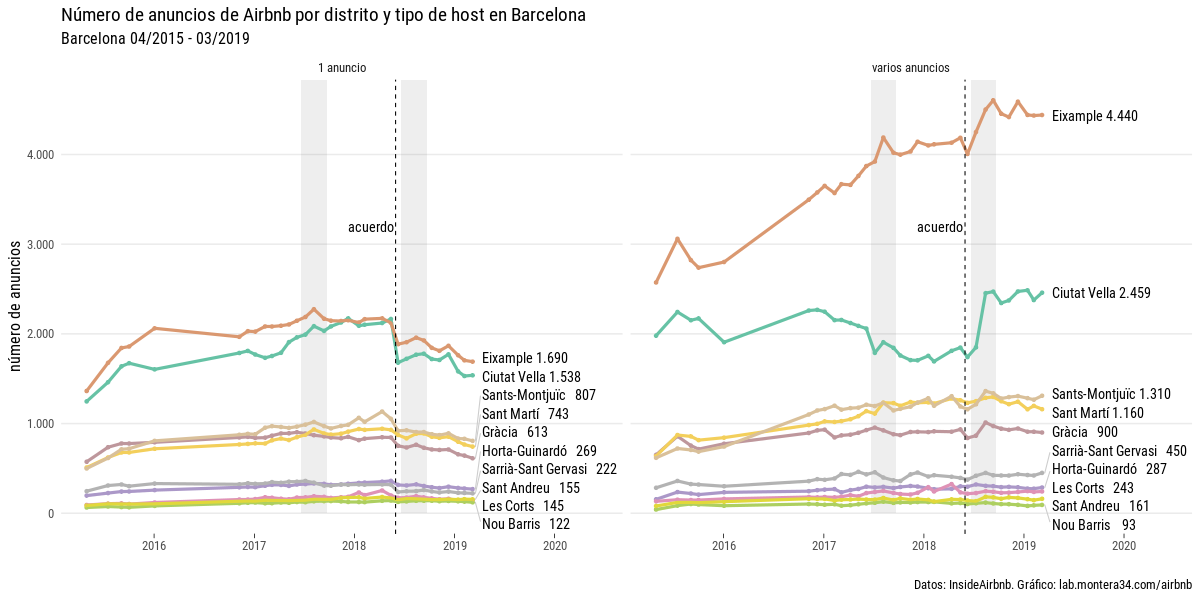 Número de anuncios de Airbnb por distrito y tipo de host en Barcelona
Barcelona 04/2015 - 03/2019
1 anuncio
varios anuncios
número de anuncios
4.000
3.000
2.000
1.000
0
acuerdo
Eixample 1.690
Ciutat Vella 1.538
Sants-Montjuïc 807
Sant Martí 743
Gràcia 613
Horta-Guinardó 269
Sarrià-Sant Gervasi 222
Sant Andreu 155
Les Corts 145
Nou Barris 122
2016 2017 2018 2019 2020
acuerdo
Eixample 4.440
Ciutat Vella 2.459
Sants-Montjuïc 1.310
Sant Martí 1.160
Gràcia 900
Sarrià-Sant Gervasi 450
Horta-Guinardó 287
Les Corts 243
Sant Andreu 161
Nou Barris 93
2016 2017 2018 2019 2020
Datos: InsideAirbnb. Gráfico: lab.montera34.com/airbnb